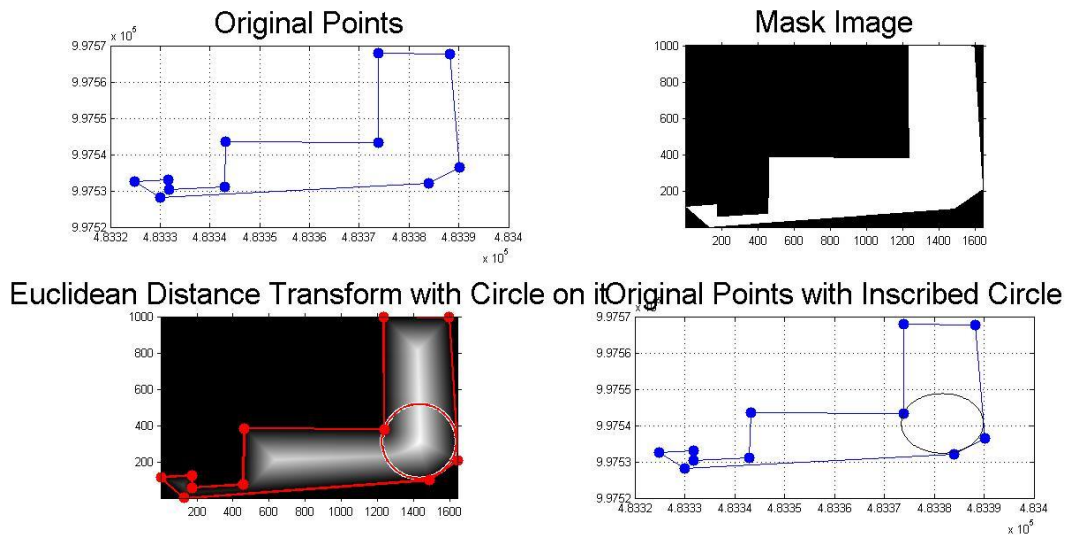 Original Points
x 10^5
9.9757
9.9756
9.9755
9.9754
9.9753
9.9752
4.8332 4.8333 4.8334 4.8335 4.8336 4.8337 4.8338 4.8339 4.834
x 10^5
Mask Image
1000
800
600
400
200
200 400 600 800 1000 1200 1400 1600
Euclidean Distance Transform with Circle on it
1000
800
600
400
200
200 400 600 800 1000 1200 1400 1600
Original Points with Inscribed Circle
9.9757
9.9756
9.9755
9.9754
9.9753
9.9752
4.8332 4.8333 4.8334 4.8335 4.8336 4.8337 4.8338 4.8339 4.834
x 10^5